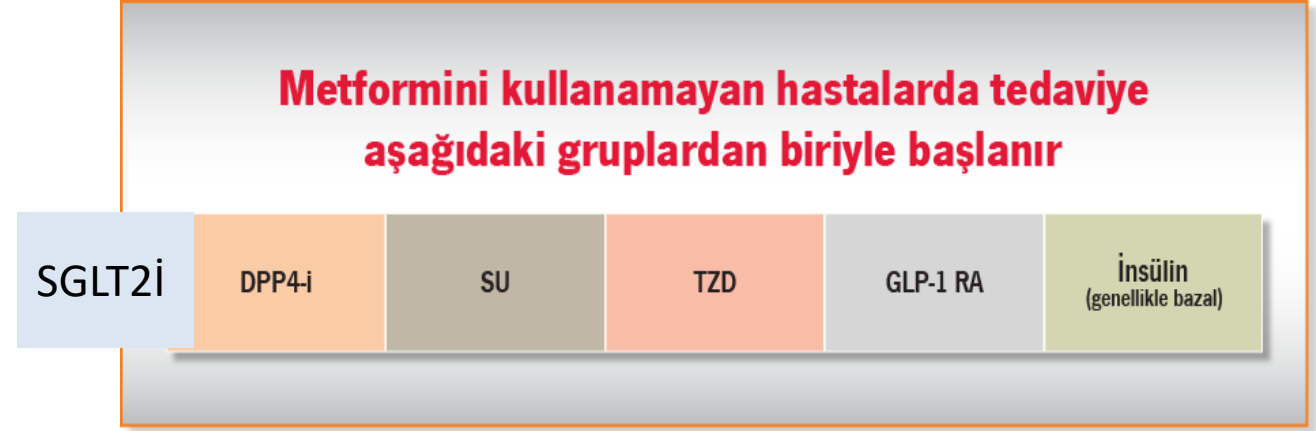 Metformini kullanamayan hastalarda tedaviye
aşağıdaki gruplardan biriyle başlanır
SGLT2İ
DPP4-i
SU
TZD
GLP-1 RA
İnsülin
(genellikle bazal)